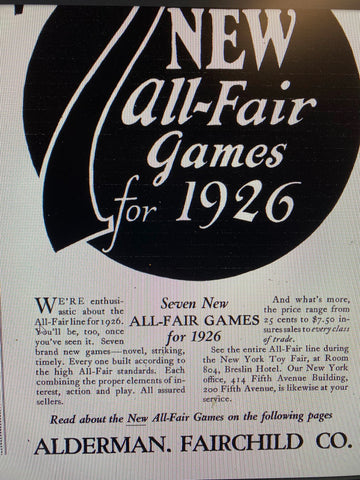 NEW
All-Fair
Games
for 1926
WE'RE enthusi-
astic about the
All-Fair line for 1926.
You'll be, too, once
you've seen it. Seven
brand new games—novel, striking,
timely. Every one built according to
the high All-Fair standards. Each
combining the proper elements of in-
terest, action and play. All assured
sellers.
Seven New
ALL-FAIR GAMES
for 1926
And what's more,
the price range from
25 cents to $7.50 in-
sures sales to every class
of trade.
See the entire All-Fair line during
the New York Toy Fair, at Room
804, Breslin Hotel. Our New York
office, 414 Fifth Avenue Building,
200 Fifth Avenue, is likewise at your
service.
Read about the New All-Fair Games on the following pages
ALDERMAN. FAIRCHILD CO.